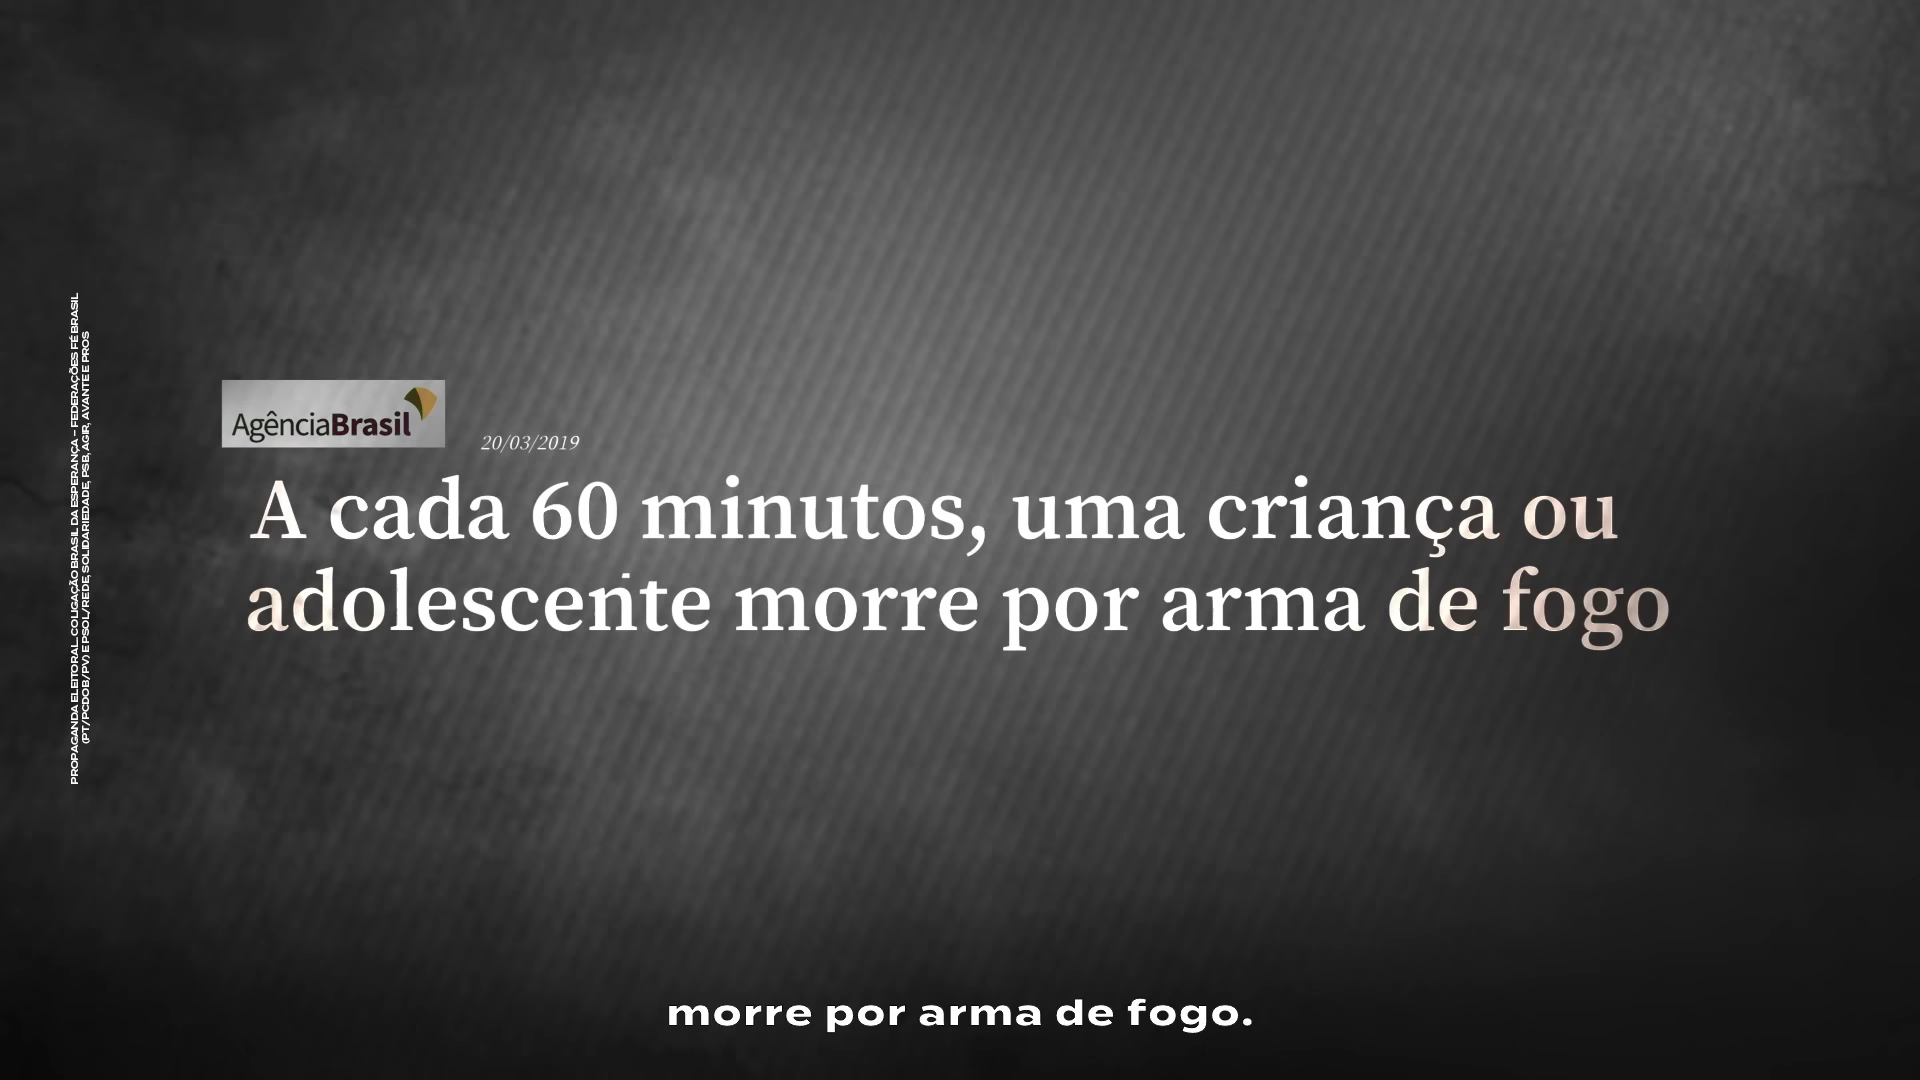 PROPAGANDA ELEITORAL COLIGAÇÃO BRASIL DA ESPERANÇA – FEDERAÇÕES FÉ BRASIL
(PT/PCDOB/PV) E PSOL/REDE, SOLIDARIEDADE, PSB, AGIR, AVANTE E PROS
AgênciaBrasil
20/03/2019
A cada 60 minutos, uma criança ou
adolescente morre por arma de fogo
morre por arma de fogo.